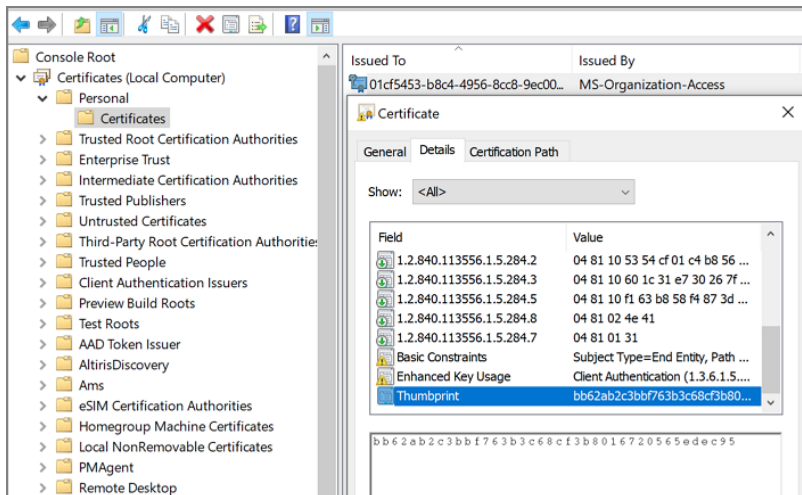 Console Root
Certificates (Local Computer)
Personal
Certificates
Trusted Root Certification Authorities
Enterprise Trust
Intermediate Certification Authorities
Trusted Publishers
Untrusted Certificates
Third-Party Root Certification Authorities
Trusted People
Client Authentication Issuers
Preview Build Roots
Test Roots
AAD Token Issuer
AltirisDiscovery
Ams
eSIM Certification Authorities
Homegroup Machine Certificates
Local NonRemovable Certificates
PMAgent
Remote Desktop
Issued To Issued By
01cf5453-b8c4-4956-8cc8-9ec00... MS-Organization-Access
Certificate
General Details Certification Path
Show: <All>
Field Value
1.2.840.113556.1.5.284.2 04 81 10 53 54 cf 01 c4 b8 56 ...
1.2.840.113556.1.5.284.3 04 81 10 60 1c 31 e7 30 26 7f ...
1.2.840.113556.1.5.284.5 04 81 10 f1 63 b8 58 f4 87 3d ...
1.2.840.113556.1.5.284.8 04 81 02 4e 41
1.2.840.113556.1.5.284.7 04 81 01 31
Basic Constraints Subject Type=End Entity, Path ...
Enhanced Key Usage Client Authentication (1.3.6.1.5....
Thumbprint bb62ab2c3bbf763b3c68cf3b80...
bb62ab2c3bbf763b3c68cf3b8016720565edec95